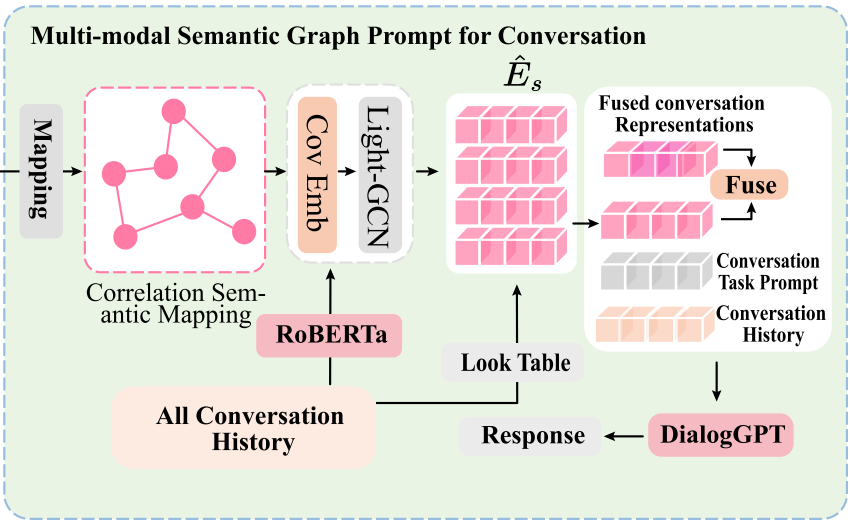 Multi-modal Semantic Graph Prompt for Conversation
Mapping
Correlation Sem-
antic Mapping
Cov Emb
Light-GCN
RoBERTa
All Conversation
History
Ê_s
Look Table
Fused conversation
Representations
Fuse
Conversation
Task Prompt
Conversation
History
DialogGPT
Response